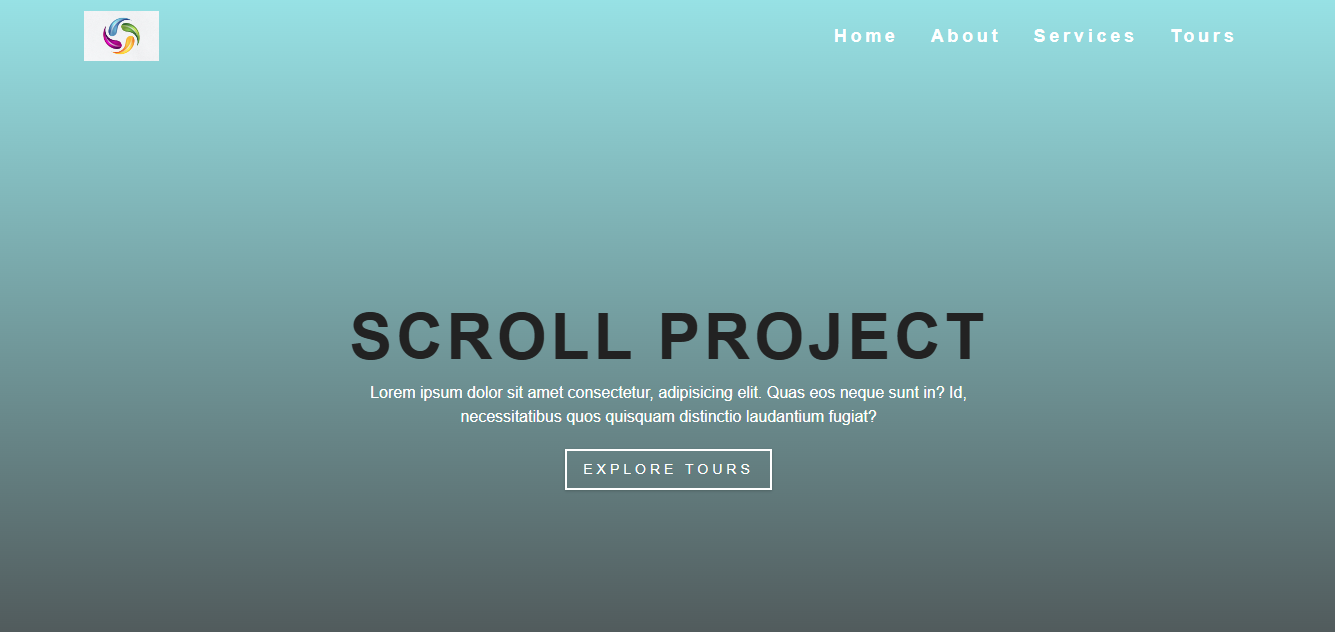 Home About Services Tours
SCROLL PROJECT
Lorem ipsum dolor sit amet consectetur, adipisicing elit. Quas eos neque sunt in? Id,
necessitatibus quos quisquam distinctio laudantium fugiat?
EXPLORE TOURS